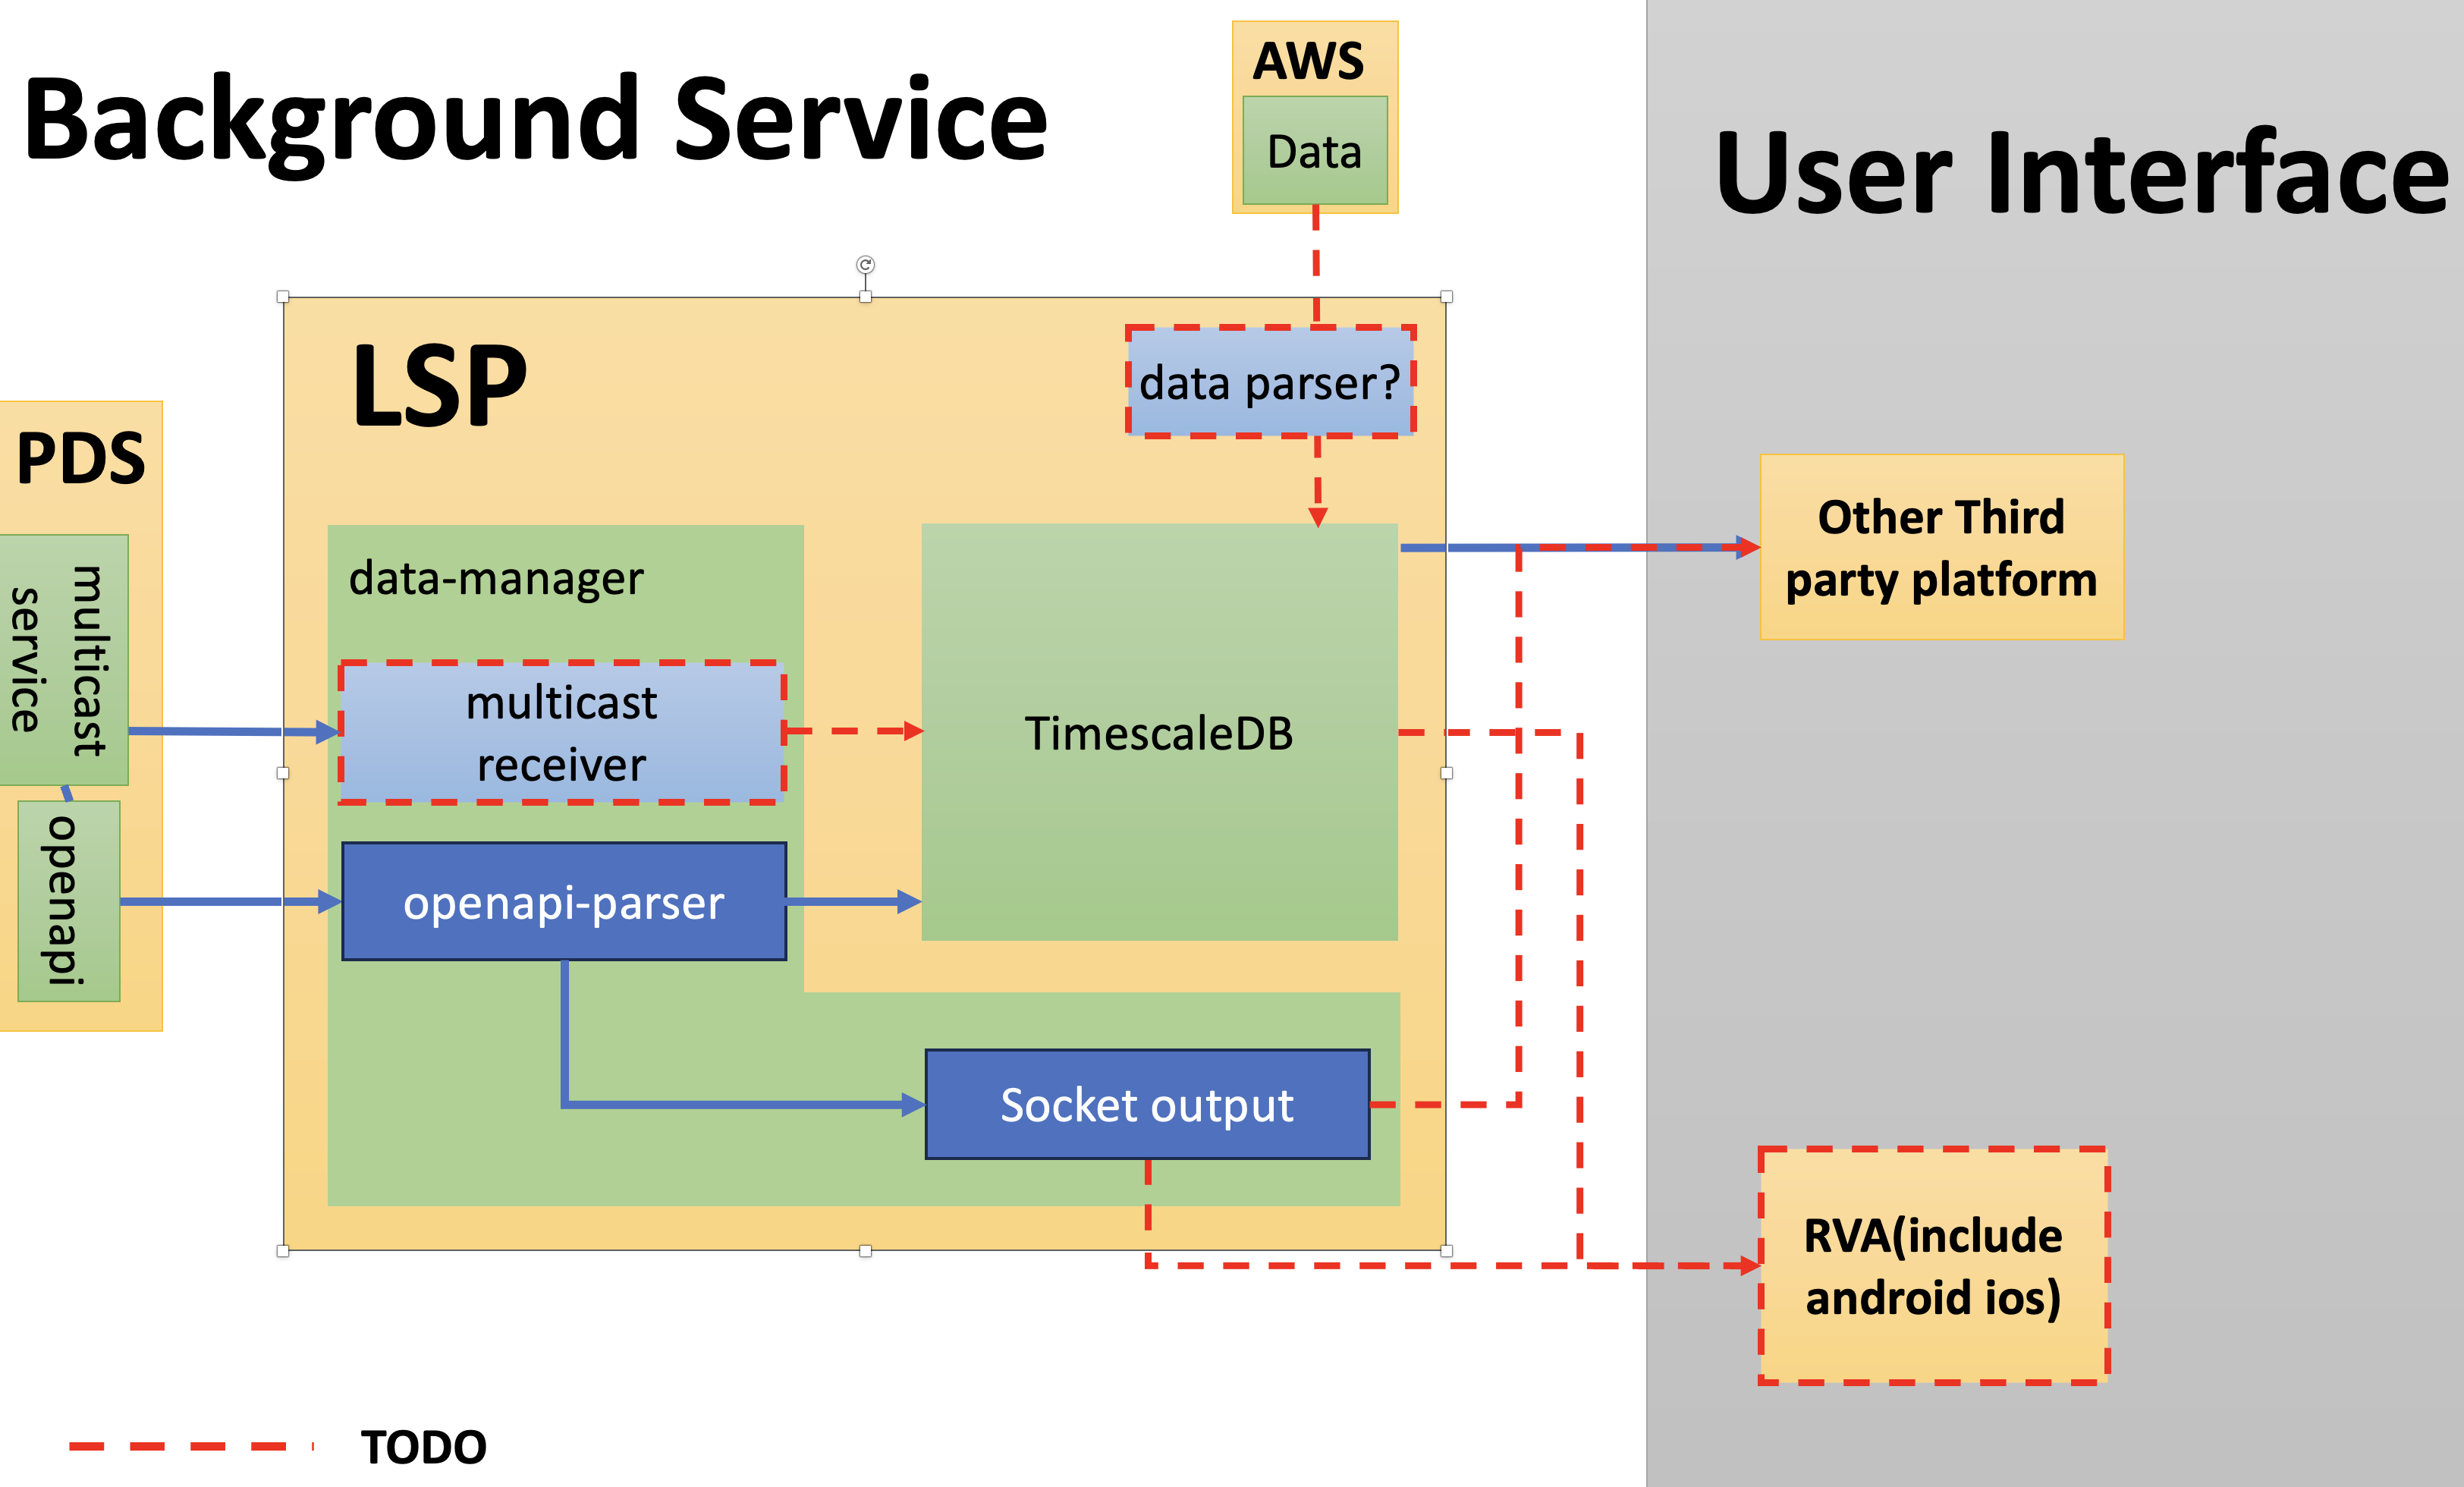 Background Service
AWS
Data
User Interface
LSP
data parser?
PDS
multicast
service
openapi
data-manager
multicast
receiver
openapi-parser
TimescaleDB
Socket output
Other Third
party platform
RVA(include
android ios)
TODO